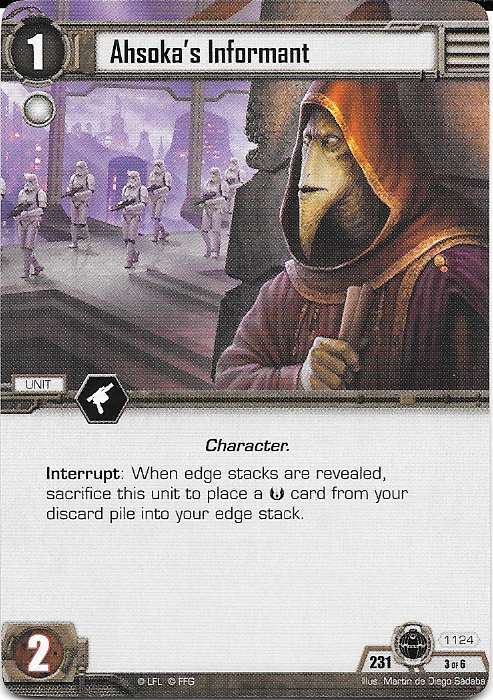 1
Ahsoka's Informant
UNIT
Character.
Interrupt: When edge stacks are revealed,
sacrifice this unit to place a card from your
discard pile into your edge stack.
2
231
1124
3 OF 6
© LFL © FFG
Illus. Martin de Diego Sádaba